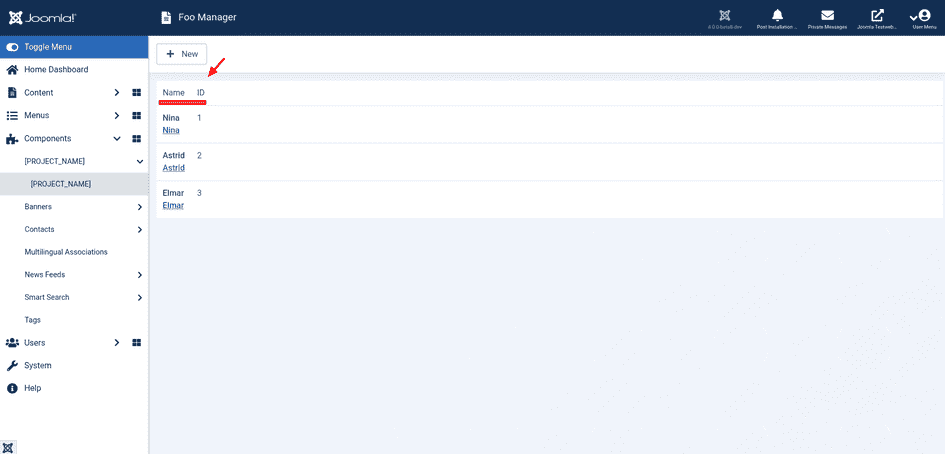 Joomla!®
Foo Manager
4.0.0-beta6-dev
Post Installation ...
Private Messages
Joomla Testweb...
User Menu
Toggle Menu
Home Dashboard
Content
Menus
Components
[PROJECT_NAME]
[PROJECT_NAME]
Banners
Contacts
Multilingual Associations
News Feeds
Smart Search
Tags
Users
System
Help
New
Name ID
Nina 1
Nina
Astrid 2
Astrid
Elmar 3
Elmar